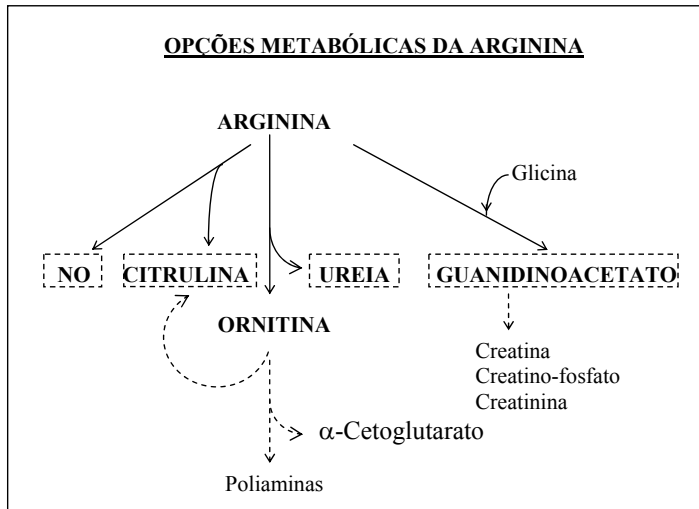 OPÇÕES METABÓLICAS DA ARGININA
ARGININA
Glicina
NO CITRULINA UREIA GUANIDINOACETATO
ORNITINA
Creatina
Creatino-fosfato
Creatinina
α-Cetoglutarato
Poliaminas